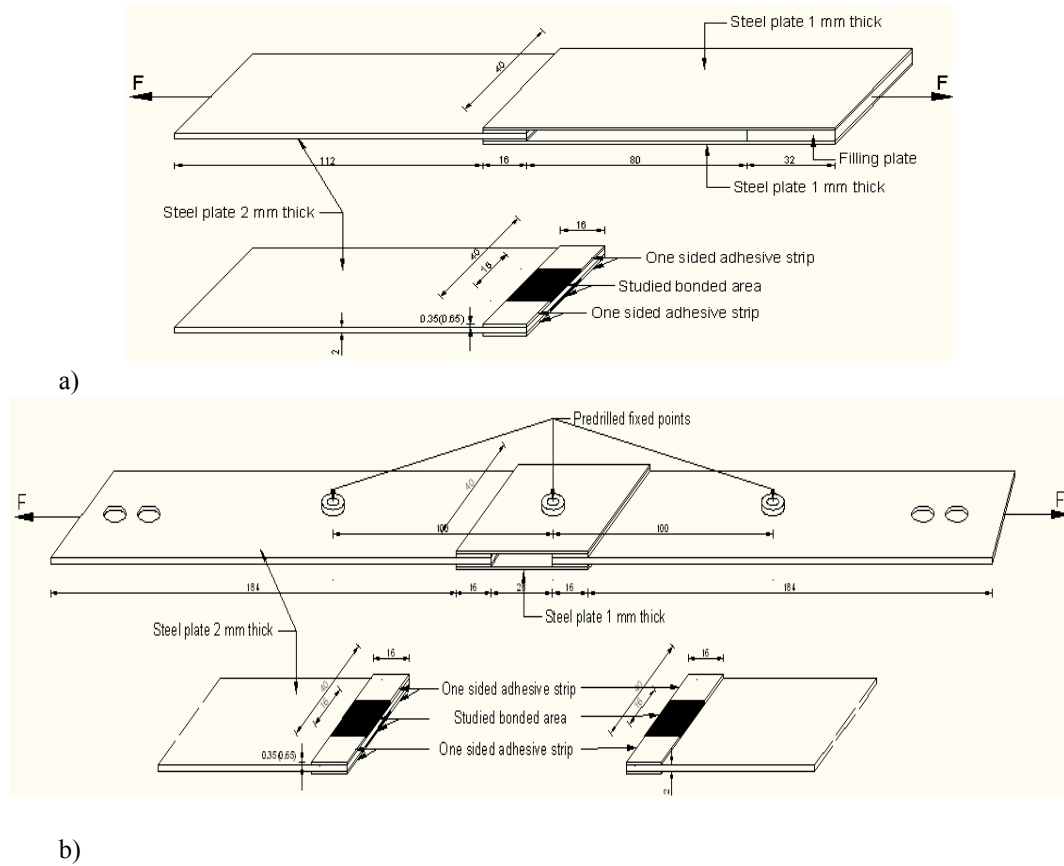 Steel plate 1 mm thick
40
F
F
112
16
80
32
Filling plate
Steel plate 1 mm thick
Steel plate 2 mm thick
16
40
16
One sided adhesive strip
Studied bonded area
One sided adhesive strip
0.35(0.65)
2
a)
Predrilled fixed points
40
F
F
100
100
184
16
16
184
Steel plate 1 mm thick
Steel plate 2 mm thick
16
16
40
16
40
16
One sided adhesive strip
Studied bonded area
One sided adhesive strip
0.35(0.65)
2
b)